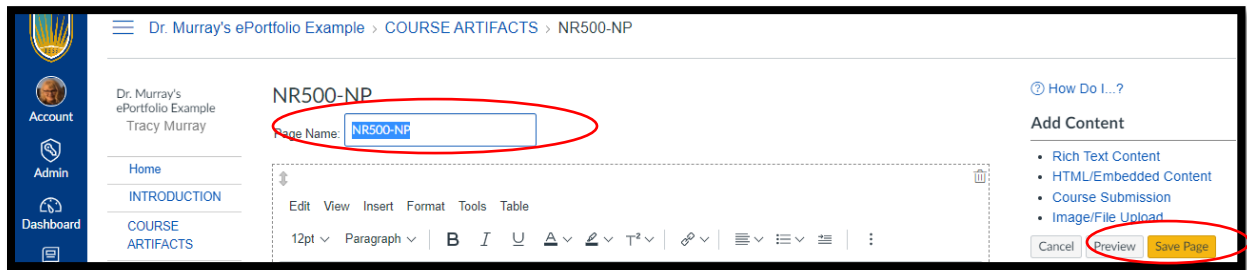 Dr. Murray's ePortfolio Example > COURSE ARTIFACTS > NR500-NP
Account
Admin
Dashboard
Dr. Murray's
ePortfolio Example
Tracy Murray
Home
INTRODUCTION
COURSE
ARTIFACTS
NR500-NP
Page Name: NR500-NP
Edit View Insert Format Tools Table
12pt Paragraph B I U A T²
? How Do I...?
Add Content
• Rich Text Content
• HTML/Embedded Content
• Course Submission
• Image/File Upload
Cancel Preview Save Page